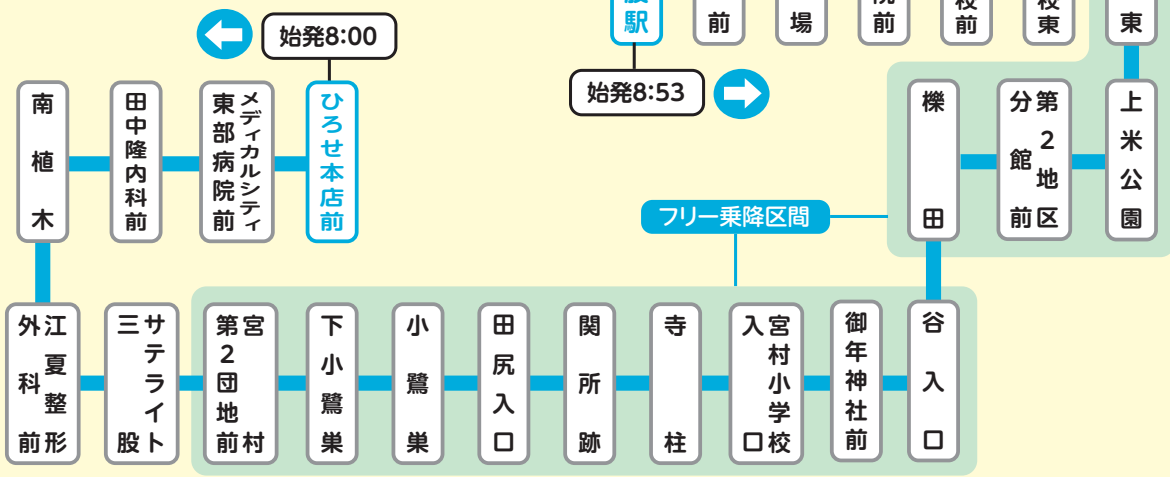 始発8:00
駅
前
場
前
前
校東
東
始発8:53
南植木
田中隆内科前
メディカルシティ
東部病院前
ひろせ本店前
櫟田
第2地区
分館前
上米公園
フリー乗降区間
江夏整形
外科前
サテライト
三股
宮村
第2団地前
下小鷺巣
小鷺巣
田尻入口
関所跡
寺柱
宮村小学校
入口
御年神社前
谷入口